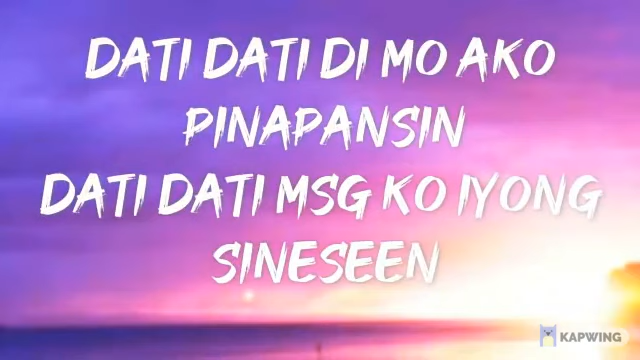 DATI DATI DI MO AKO
PINAPANSIN
DATI DATI MSG KO IYONG
SINESEEN
KAPWING